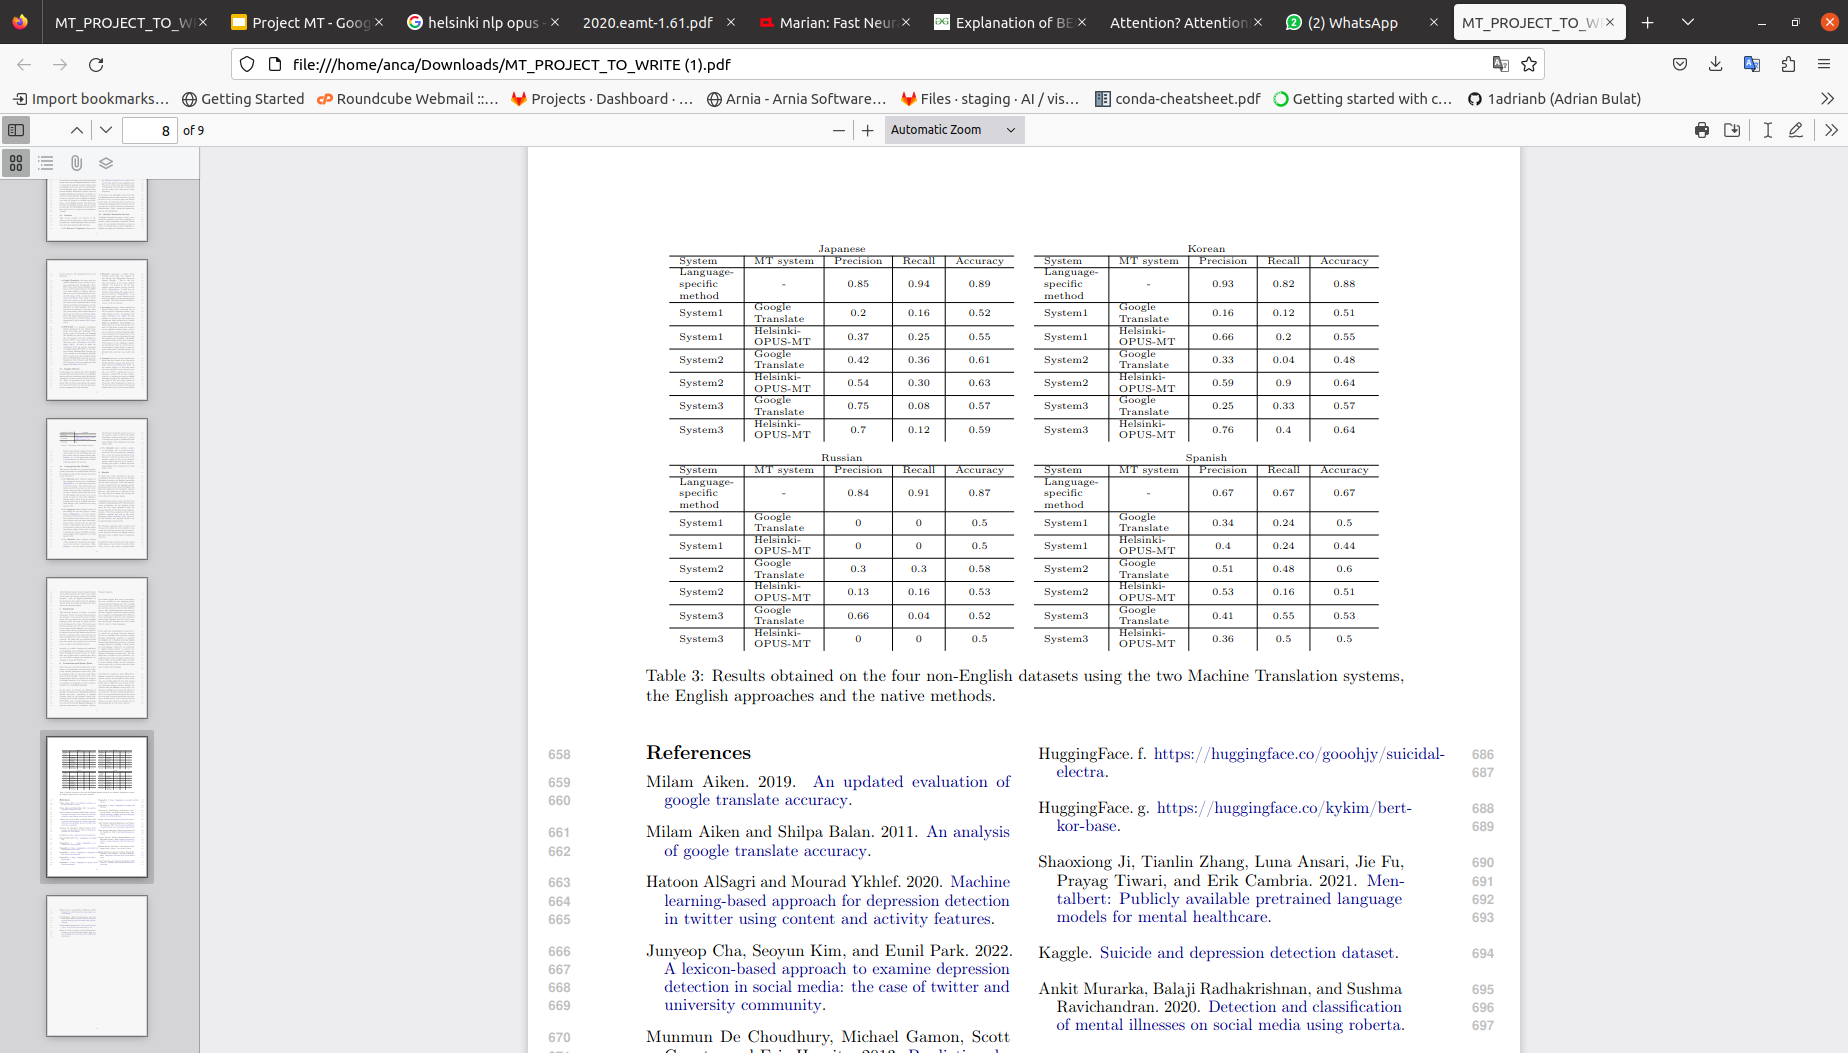 MT_PROJECT_TO_WR
Project MT - Goog
helsinki nlp opus -
2020.eamt-1.61.pdf
Marian: Fast Neura
Explanation of BE
Attention? Attention
(2) WhatsApp
MT_PROJECT_TO_W
file:///home/anca/Downloads/MT_PROJECT_TO_WRITE (1).pdf
Import bookmarks...
Getting Started
Roundcube Webmail ::...
Projects · Dashboard · ...
Arnia - Arnia Software...
Files · staging · AI / vis...
conda-cheatsheet.pdf
Getting started with c...
1adrianb (Adrian Bulat)
8 of 9
Automatic Zoom
Japanese
System MT system Precision Recall Accuracy
Language-
specific - 0.85 0.94 0.89
method
System1 Google Translate 0.2 0.16 0.52
System1 Helsinki-OPUS-MT 0.37 0.25 0.55
System2 Google Translate 0.42 0.36 0.61
System2 Helsinki-OPUS-MT 0.54 0.30 0.63
System3 Google Translate 0.75 0.08 0.57
System3 Helsinki-OPUS-MT 0.7 0.12 0.59
Korean
System MT system Precision Recall Accuracy
Language-
specific - 0.93 0.82 0.88
method
System1 Google Translate 0.16 0.12 0.51
System1 Helsinki-OPUS-MT 0.66 0.2 0.55
System2 Google Translate 0.33 0.04 0.48
System2 Helsinki-OPUS-MT 0.59 0.9 0.64
System3 Google Translate 0.25 0.33 0.57
System3 Helsinki-OPUS-MT 0.76 0.4 0.64
Russian
System MT system Precision Recall Accuracy
Language-
specific - 0.84 0.91 0.87
method
System1 Google Translate 0 0 0.5
System1 Helsinki-OPUS-MT 0 0 0.5
System2 Google Translate 0.3 0.3 0.58
System2 Helsinki-OPUS-MT 0.13 0.16 0.53
System3 Google Translate 0.66 0.04 0.52
System3 Helsinki-OPUS-MT 0 0 0.5
Spanish
System MT system Precision Recall Accuracy
Language-
specific - 0.67 0.67 0.67
method
System1 Google Translate 0.34 0.24 0.5
System1 Helsinki-OPUS-MT 0.4 0.24 0.44
System2 Google Translate 0.51 0.48 0.6
System2 Helsinki-OPUS-MT 0.53 0.16 0.51
System3 Google Translate 0.41 0.55 0.53
System3 Helsinki-OPUS-MT 0.36 0.5 0.5
Table 3: Results obtained on the four non-English datasets using the two Machine Translation systems,
the English approaches and the native methods.
658 References
659 Milam Aiken. 2019. An updated evaluation of
660 google translate accuracy.
661 Milam Aiken and Shilpa Balan. 2011. An analysis
662 of google translate accuracy.
663 Hatoon AlSagri and Mourad Ykhlef. 2020. Machine
664 learning-based approach for depression detection
665 in twitter using content and activity features.
666 Junyeop Cha, Seoyun Kim, and Eunil Park. 2022.
667 A lexicon-based approach to examine depression
668 detection in social media: the case of twitter and
669 university community.
670 Munmun De Choudhury, Michael Gamon, Scott
HuggingFace. f. https://huggingface.co/gooohjy/suicidal- 686
electra. 687
HuggingFace. g. https://huggingface.co/kykim/bert- 688
kor-base. 689
Shaoxiong Ji, Tianlin Zhang, Luna Ansari, Jie Fu, 690
Prayag Tiwari, and Erik Cambria. 2021. Men- 691
talbert: Publicly available pretrained language 692
models for mental healthcare. 693
Kaggle. Suicide and depression detection dataset. 694
Ankit Murarka, Balaji Radhakrishnan, and Sushma 695
Ravichandran. 2020. Detection and classification 696
of mental illnesses on social media using roberta. 697